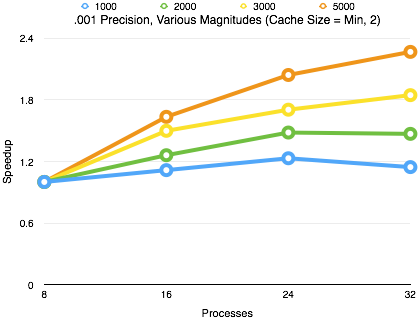 1000 2000 3000 5000
.001 Precision, Various Magnitudes (Cache Size = Min, 2)
2.4
1.8
1.2
0.6
0
Speedup
8 16 24 32
Processes